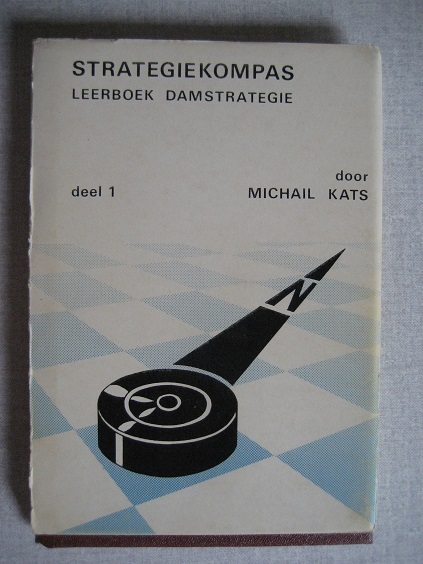 STRATEGIEKOMPAS
LEERBOEK DAMSTRATEGIE
door
deel 1 MICHAIL KATS
N